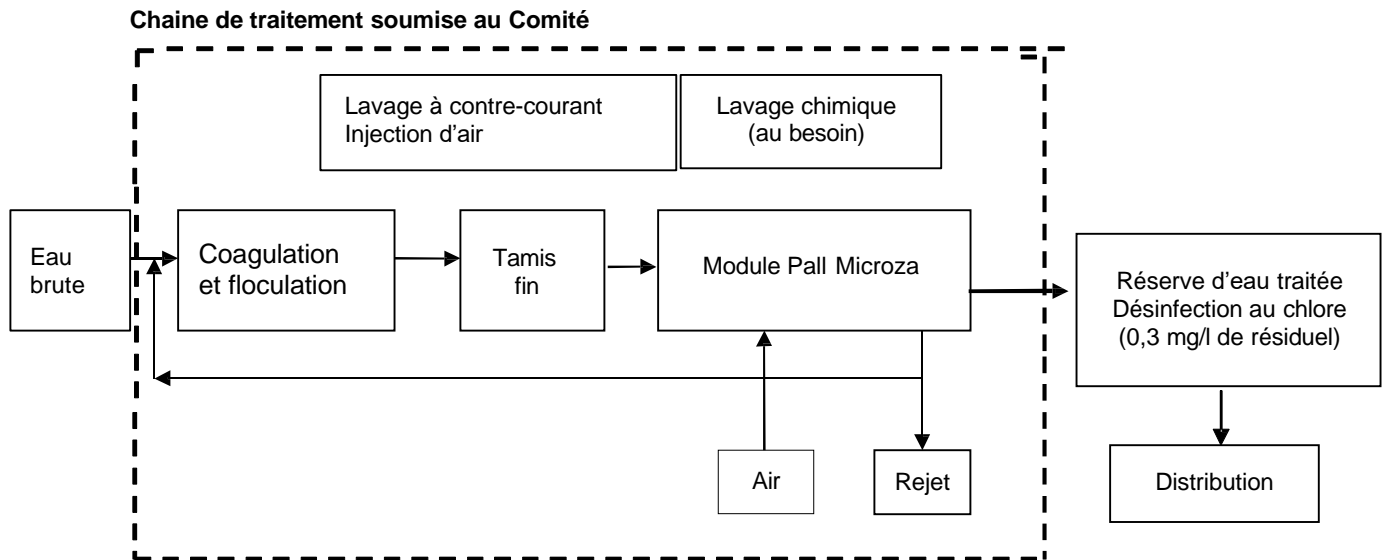 Chaine de traitement soumise au Comité
Lavage à contre-courant
Injection d'air
Lavage chimique
(au besoin)
Eau
brute
Coagulation
et floculation
Tamis
fin
Module Pall Microza
Réserve d'eau traitée
Désinfection au chlore
(0,3 mg/l de résiduel)
Air
Rejet
Distribution